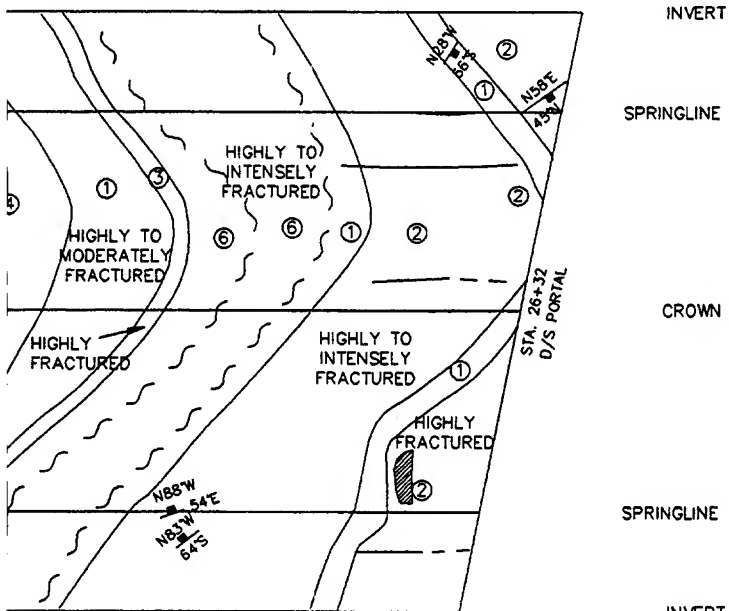 INVERT
②
N28°W
56°S
①
N58°E
45°N
SPRINGLINE
HIGHLY TO
INTENSELY
FRACTURED
③
①
②
④
⑥
⑥
①
②
HIGHLY TO
MODERATELY
FRACTURED
STA. 26+32
D/S PORTAL
CROWN
HIGHLY
FRACTURED
HIGHLY TO
INTENSELY
FRACTURED
①
HIGHLY
FRACTURED
②
N88°W
54°E
SPRINGLINE
N83°W
64°S
INVERT